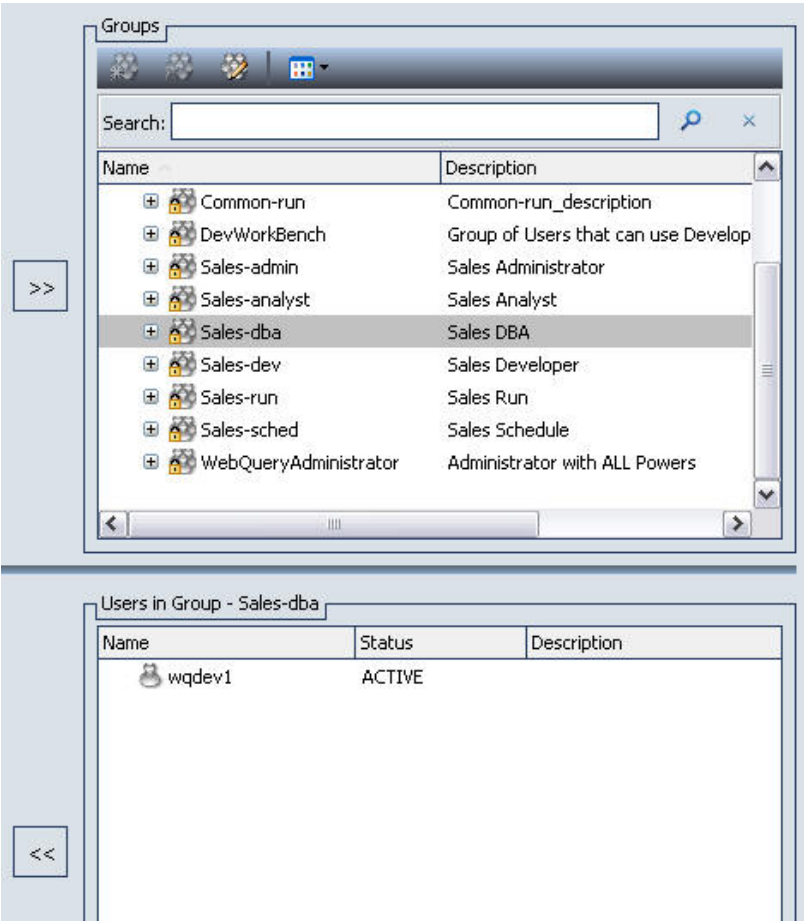 Groups
Search:
Name Description
Common-run Common-run_description
DevWorkBench Group of Users that can use Develop
Sales-admin Sales Administrator
>>
Sales-analyst Sales Analyst
Sales-dba Sales DBA
Sales-dev Sales Developer
Sales-run Sales Run
Sales-sched Sales Schedule
WebQueryAdministrator Administrator with ALL Powers
Users in Group - Sales-dba
Name Status Description
wqdev1 ACTIVE
<<